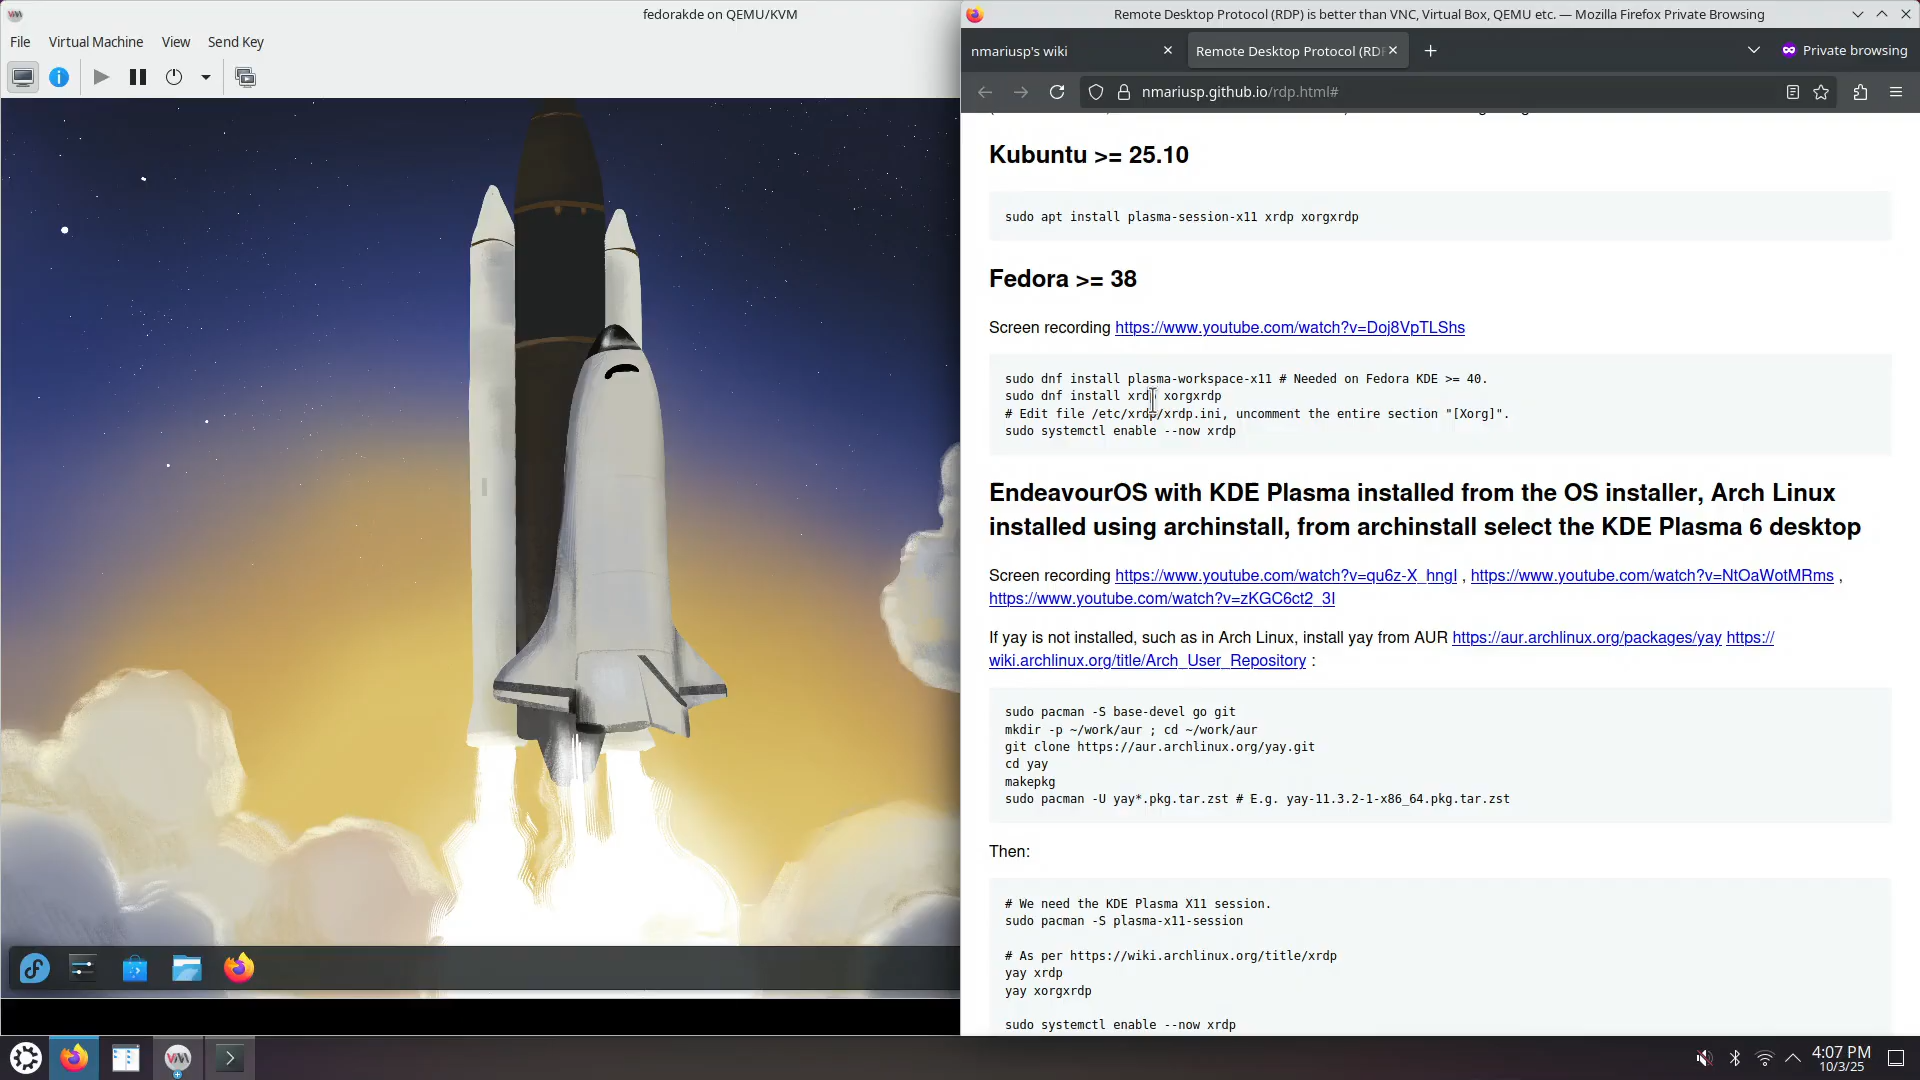 fedorakde on QEMU/KVM
File Virtual Machine View Send Key
Remote Desktop Protocol (RDP) is better than VNC, Virtual Box, QEMU etc. — Mozilla Firefox Private Browsing
nmariusp's wiki
Remote Desktop Protocol (RD
Private browsing
nmariusp.github.io/rdp.html#
Kubuntu >= 25.10
sudo apt install plasma-session-x11 xrdp xorgxrdp
Fedora >= 38
Screen recording https://www.youtube.com/watch?v=Doj8VpTLShs
sudo dnf install plasma-workspace-x11 # Needed on Fedora KDE >= 40.
sudo dnf install xrdp xorgxrdp
# Edit file /etc/xrdp/xrdp.ini, uncomment the entire section "[Xorg]".
sudo systemctl enable --now xrdp
EndeavourOS with KDE Plasma installed from the OS installer, Arch Linux
installed using archinstall, from archinstall select the KDE Plasma 6 desktop
Screen recording https://www.youtube.com/watch?v=qu6z-X_hngI , https://www.youtube.com/watch?v=NtOaWotMRms ,
https://www.youtube.com/watch?v=zKGC6ct2_3I
If yay is not installed, such as in Arch Linux, install yay from AUR https://aur.archlinux.org/packages/yay https://
wiki.archlinux.org/title/Arch_User_Repository :
sudo pacman -S base-devel go git
mkdir -p ~/work/aur ; cd ~/work/aur
git clone https://aur.archlinux.org/yay.git
cd yay
makepkg
sudo pacman -U yay*.pkg.tar.zst # E.g. yay-11.3.2-1-x86_64.pkg.tar.zst
Then:
# We need the KDE Plasma X11 session.
sudo pacman -S plasma-x11-session
# As per https://wiki.archlinux.org/title/xrdp
yay xrdp
yay xorgxrdp
sudo systemctl enable --now xrdp
4:07 PM
10/3/25